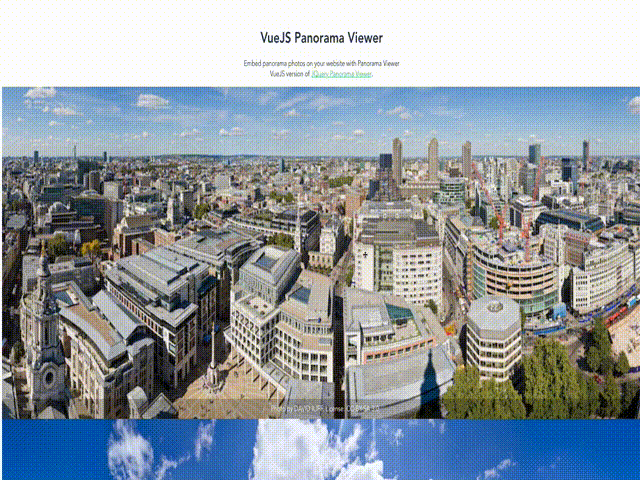 VueJS Panorama Viewer
Embed panorama photos on your website with Panorama Viewer
VueJS version of JQuery Panorama Viewer.
Photo by DAVID ILIFF. License: CC-BY-SA 3.0